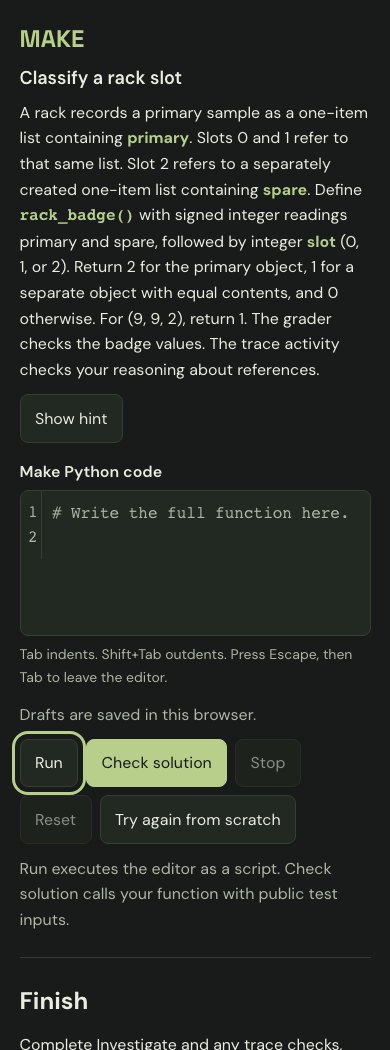 MAKE
Classify a rack slot
A rack records a primary sample as a one-item
list containing primary. Slots 0 and 1 refer to
that same list. Slot 2 refers to a separately
created one-item list containing spare. Define
rack_badge() with signed integer readings
primary and spare, followed by integer slot (0,
1, or 2). Return 2 for the primary object, 1 for a
separate object with equal contents, and 0
otherwise. For (9, 9, 2), return 1. The grader
checks the badge values. The trace activity
checks your reasoning about references.
Show hint
Make Python code
1 # Write the full function here.
2
Tab indents. Shift+Tab outdents. Press Escape, then
Tab to leave the editor.
Drafts are saved in this browser.
Run Check solution Stop
Reset Try again from scratch
Run executes the editor as a script. Check
solution calls your function with public test
inputs.
Finish
Complete Investigate and any trace checks.